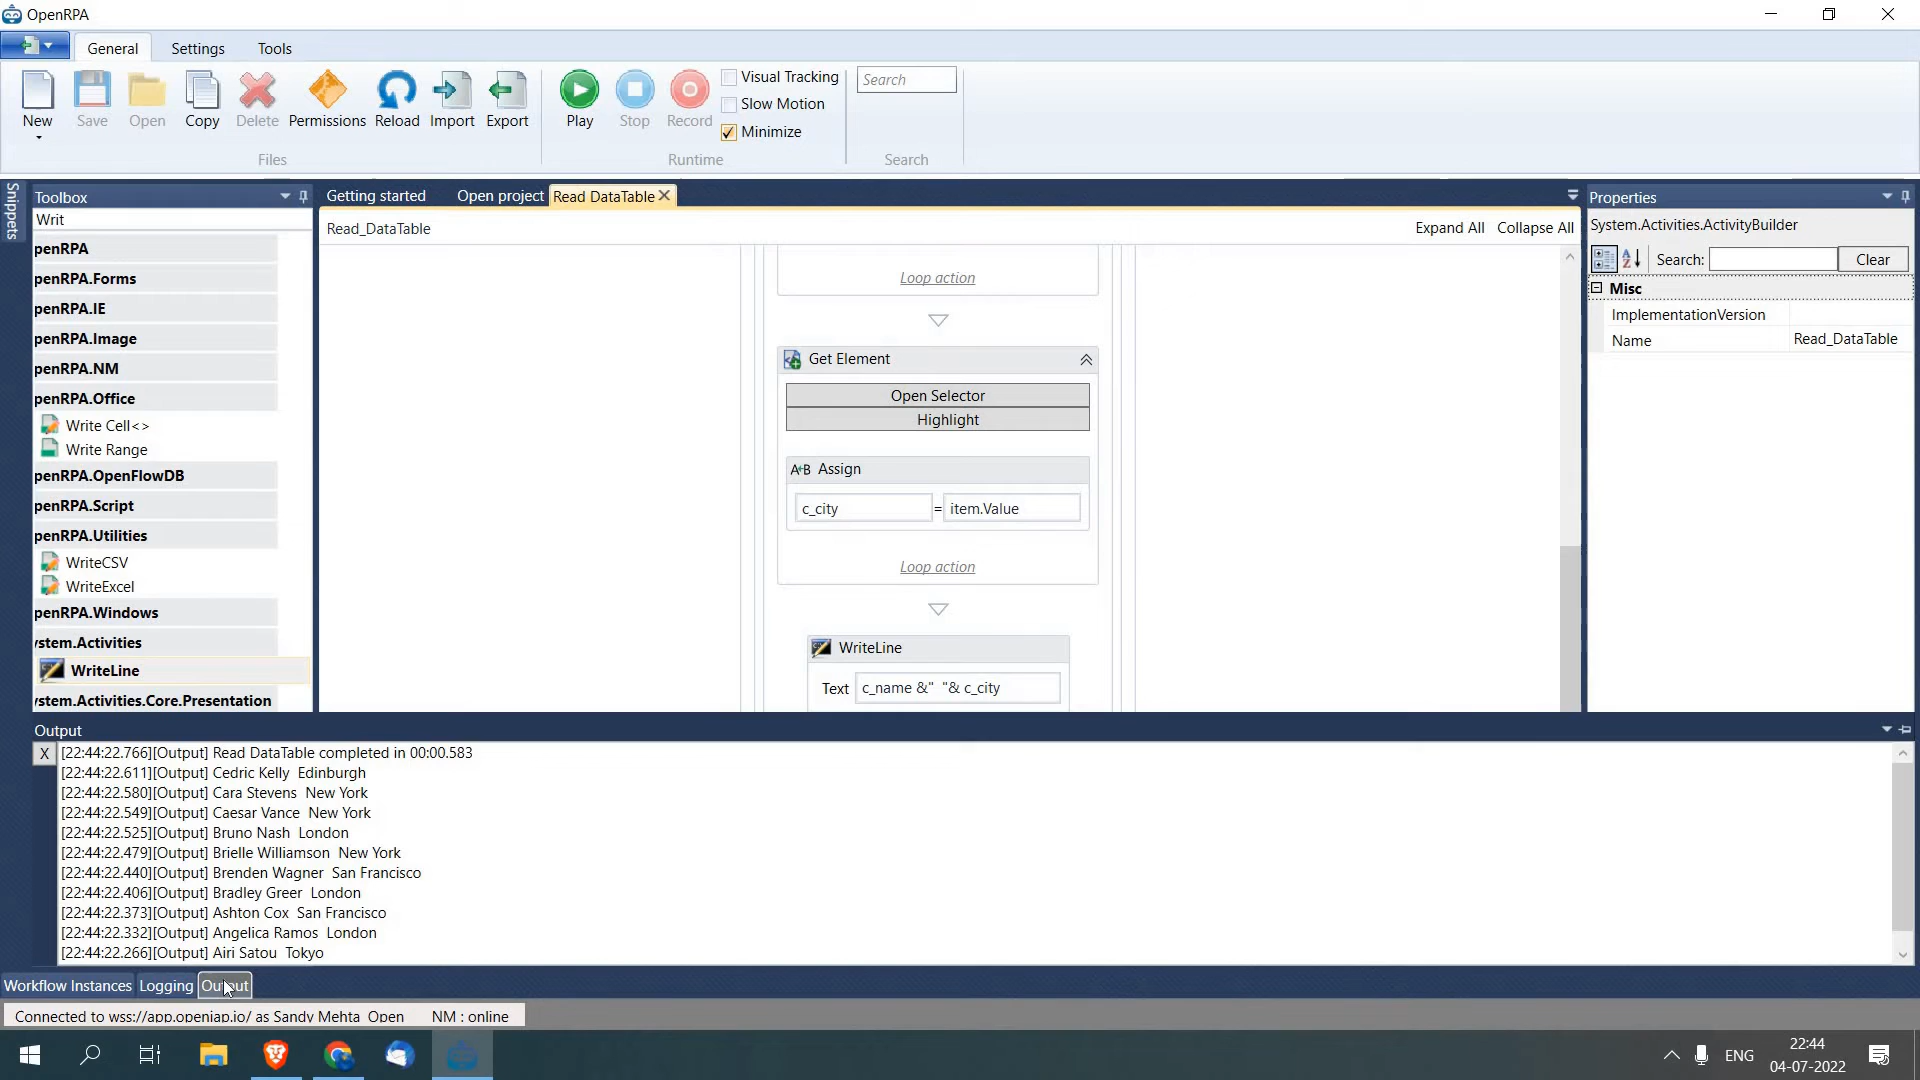 OpenRPA
General Settings Tools
New Save Open Copy Delete Permissions Reload Import Export
Play Stop Record
Visual Tracking
Slow Motion
Minimize
Search
Files Runtime Search
Snippets
Toolbox
Writ
penRPA
penRPA.Forms
penRPA.IE
penRPA.Image
penRPA.NM
penRPA.Office
Write Cell<>
Write Range
penRPA.OpenFlowDB
penRPA.Script
penRPA.Utilities
WriteCSV
WriteExcel
penRPA.Windows
ystem.Activities
WriteLine
ystem.Activities.Core.Presentation
Getting started Open project Read DataTable
Read_DataTable Expand All Collapse All
Loop action
Get Element
Open Selector
Highlight
A+B Assign
c_city = item.Value
Loop action
WriteLine
Text c_name &"  "& c_city
Properties
System.Activities.ActivityBuilder
Search: Clear
Misc
ImplementationVersion
Name Read_DataTable
Output
X
[22:44:22.766][Output] Read DataTable completed in 00:00.583
[22:44:22.611][Output] Cedric Kelly  Edinburgh
[22:44:22.580][Output] Cara Stevens  New York
[22:44:22.549][Output] Caesar Vance  New York
[22:44:22.525][Output] Bruno Nash  London
[22:44:22.479][Output] Brielle Williamson  New York
[22:44:22.440][Output] Brenden Wagner  San Francisco
[22:44:22.406][Output] Bradley Greer  London
[22:44:22.373][Output] Ashton Cox  San Francisco
[22:44:22.332][Output] Angelica Ramos  London
[22:44:22.266][Output] Airi Satou  Tokyo
Workflow Instances Logging Output
Connected to wss://app.openiap.io/ as Sandy Mehta Open NM : online
ENG
22:44
04-07-2022